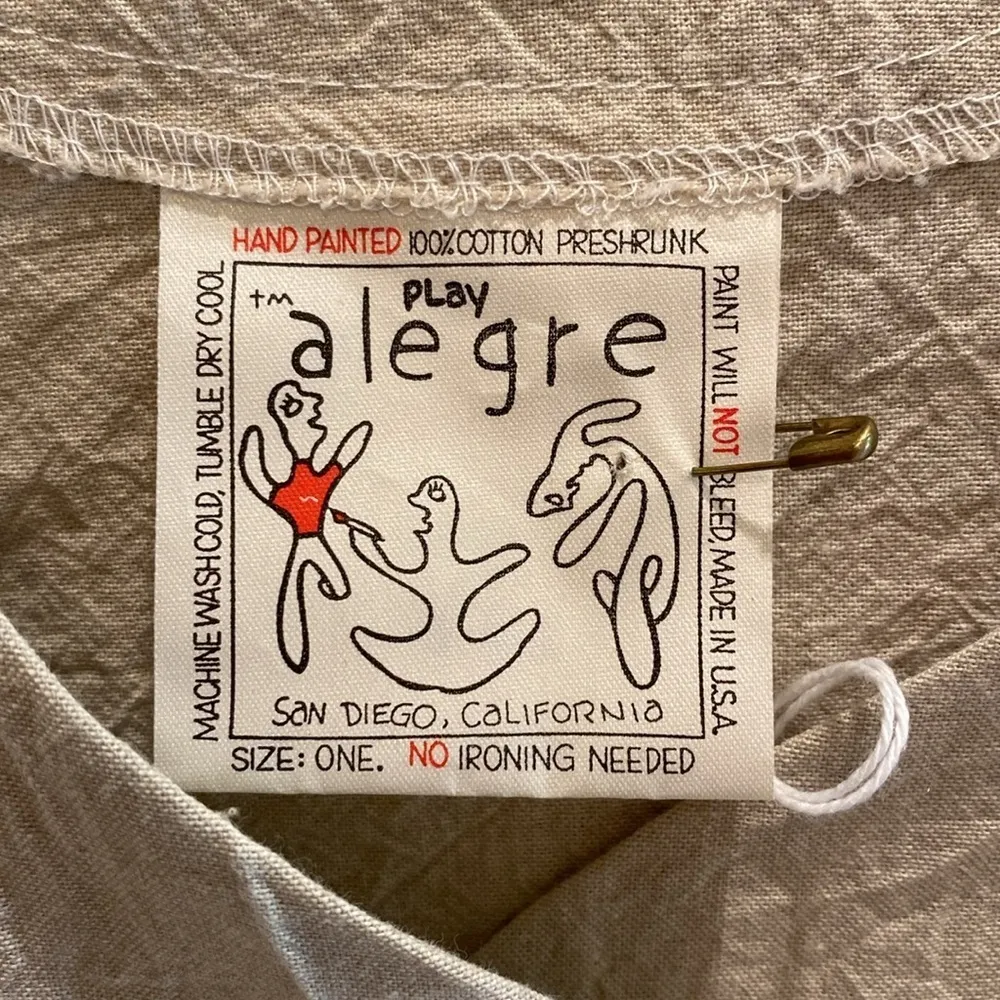 HAND PAINTED 100% COTTON PRESHRUNK
TM
PLAY
alegre
MACHINE WASH COLD, TUMBLE DRY COOL
PAINT WILL NOT BLEED, MADE IN U.S.A
SAN DIEGO, CALIFORNIA
SIZE: ONE. NO IRONING NEEDED